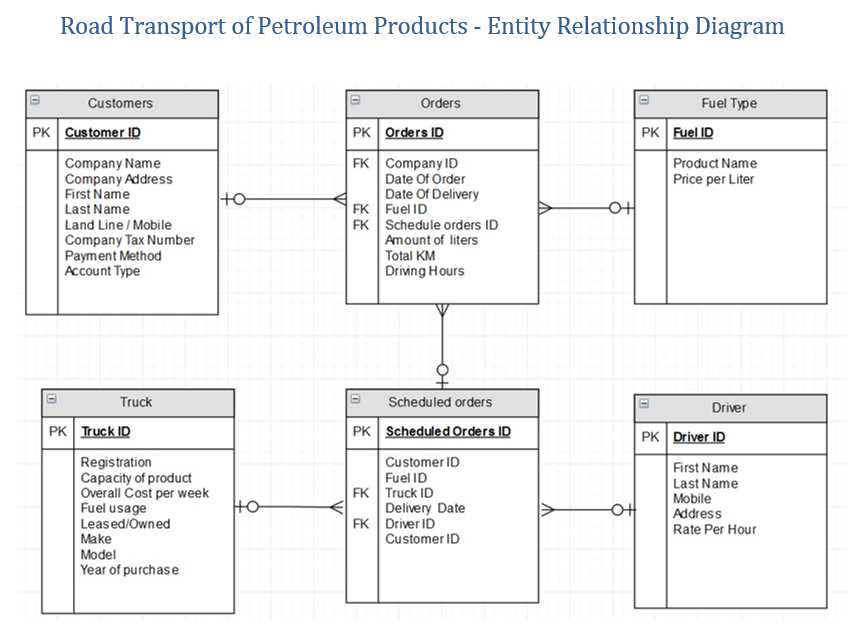 Road Transport of Petroleum Products - Entity Relationship Diagram
Customers
PK Customer ID
Company Name
Company Address
First Name
Last Name
Land Line / Mobile
Company Tax Number
Payment Method
Account Type
Orders
PK Orders ID
FK Company ID
Date Of Order
Date Of Delivery
FK Fuel ID
FK Schedule orders ID
Amount of liters
Total KM
Driving Hours
Fuel Type
PK Fuel ID
Product Name
Price per Liter
Truck
PK Truck ID
Registration
Capacity of product
Overall Cost per week
Fuel usage
Leased/Owned
Make
Model
Year of purchase
Scheduled orders
PK Scheduled Orders ID
Customer ID
Fuel ID
FK Truck ID
Delivery Date
FK Driver ID
Customer ID
Driver
PK Driver ID
First Name
Last Name
Mobile
Address
Rate Per Hour